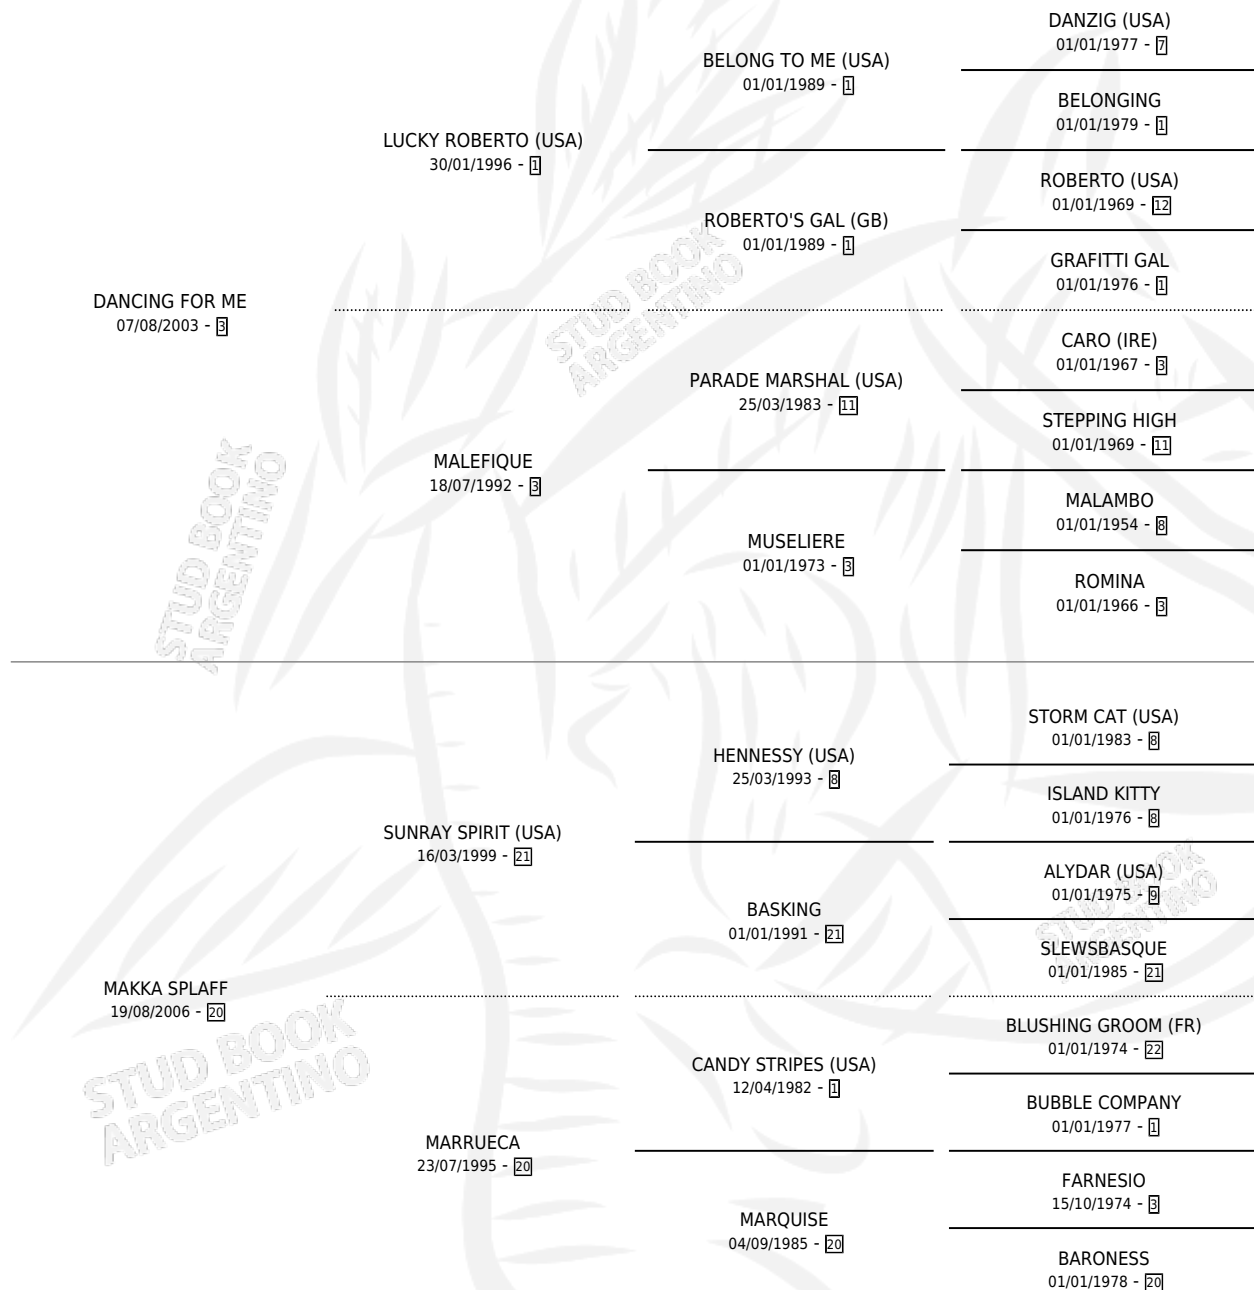 DANZIG (USA)
01/01/1977 - 7
BELONG TO ME (USA)
01/01/1989 - 1
BELONGING
01/01/1979 - 1
LUCKY ROBERTO (USA)
30/01/1996 - 1
ROBERTO (USA)
01/01/1969 - 12
ROBERTO'S GAL (GB)
01/01/1989 - 1
GRAFITTI GAL
01/01/1976 - 1
DANCING FOR ME
07/08/2003 - 3
CARO (IRE)
01/01/1967 - 3
PARADE MARSHAL (USA)
25/03/1983 - 11
STEPPING HIGH
01/01/1969 - 11
MALEFIQUE
18/07/1992 - 3
MALAMBO
01/01/1954 - 8
MUSELIERE
01/01/1973 - 3
ROMINA
01/01/1966 - 3
STORM CAT (USA)
01/01/1983 - 8
HENNESSY (USA)
25/03/1993 - 8
ISLAND KITTY
01/01/1976 - 8
SUNRAY SPIRIT (USA)
16/03/1999 - 21
ALYDAR (USA)
01/01/1975 - 9
BASKING
01/01/1991 - 21
SLEWSBASQUE
01/01/1985 - 21
MAKKA SPLAFF
19/08/2006 - 20
BLUSHING GROOM (FR)
01/01/1974 - 22
CANDY STRIPES (USA)
12/04/1982 - 1
BUBBLE COMPANY
01/01/1977 - 1
MARRUECA
23/07/1995 - 20
FARNESIO
15/10/1974 - 3
MARQUISE
04/09/1985 - 20
BARONESS
01/01/1978 - 20
STUD BOOK
ARGENTINO
STUD BOOK
ARGENTINO
STUD BOOK
ARGENTINO
STUD BOOK
ARGENTINO